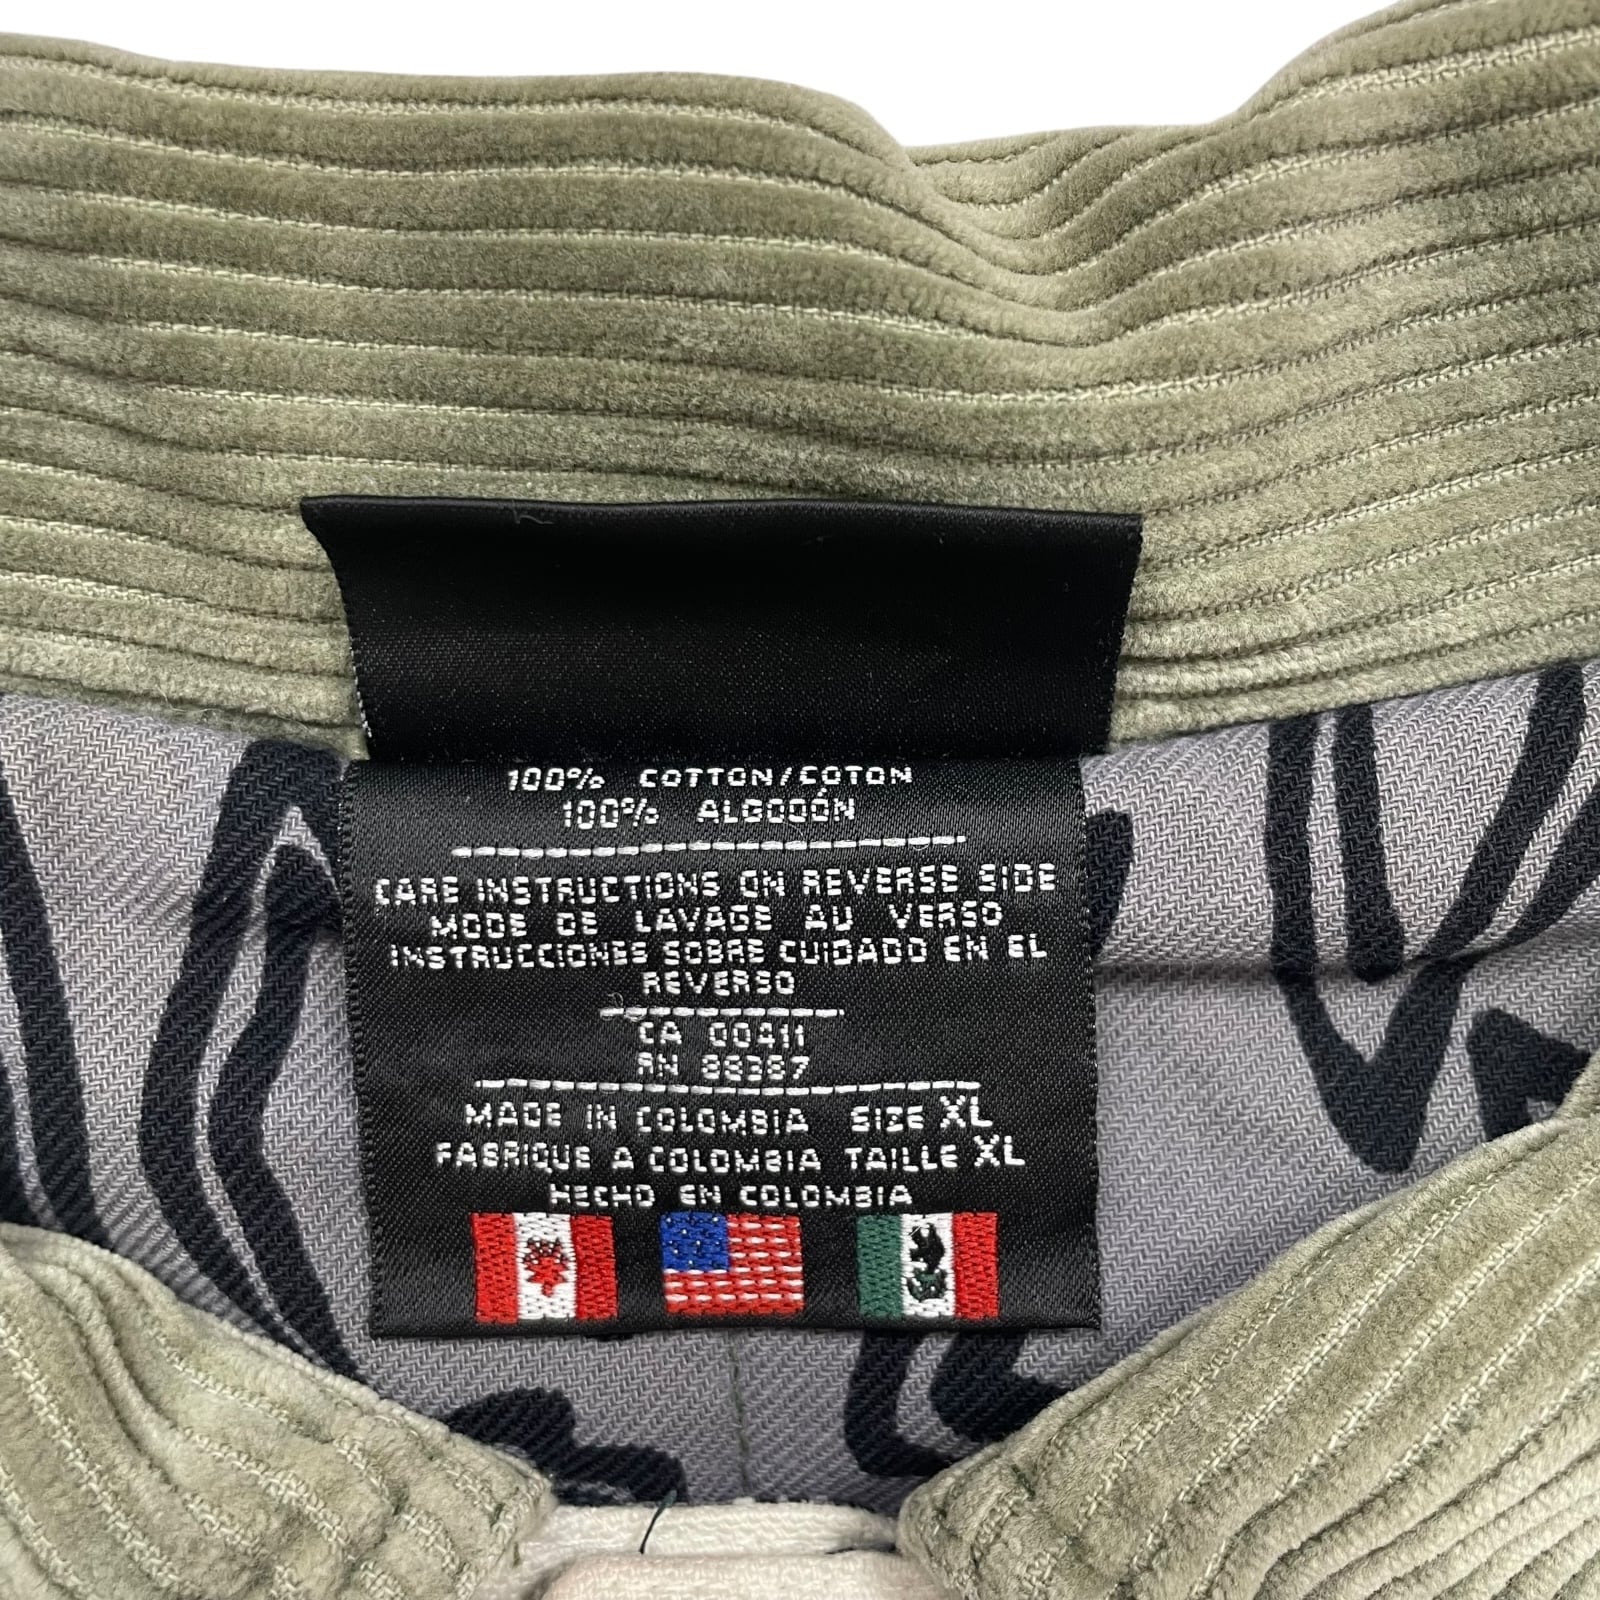 100% COTTON/COTON
100% ALGODÓN
CARE INSTRUCTIONS ON REVERSE SIDE
MODE DE LAVAGE AU VERSO
INSTRUCCIONES SOBRE CUIDADO EN EL
REVERSO
CA 00411
RN 88387
MADE IN COLOMBIA SIZE XL
FABRIQUE A COLOMBIA TAILLE XL
HECHO EN COLOMBIA